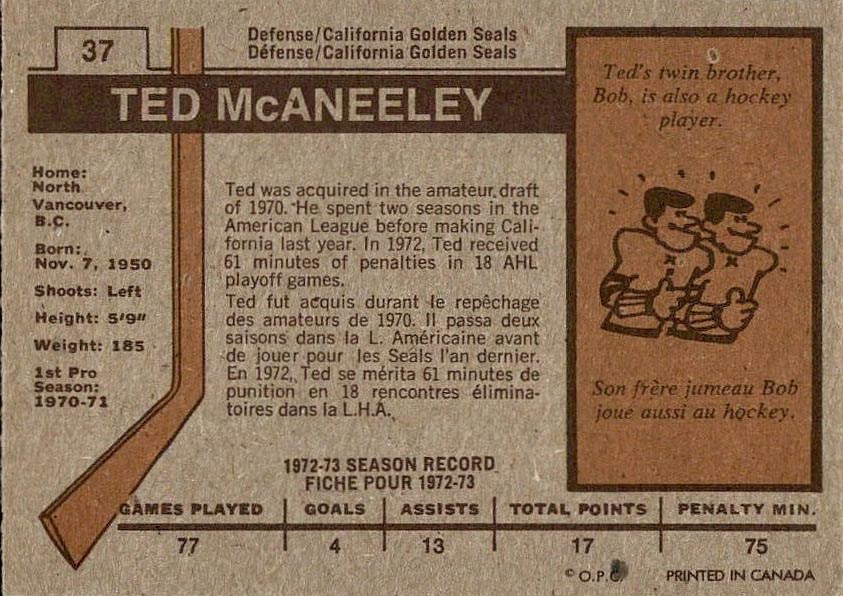 37
Defense/California Golden Seals
Défense/California Golden Seals
TED McANEELEY
Home:
North
Vancouver,
B.C.
Born:
Nov. 7, 1950
Shoots: Left
Height: 5'9"
Weight: 185
1st Pro
Season:
1970-71
Ted was acquired in the amateur draft
of 1970. He spent two seasons in the
American League before making Cali-
fornia last year. In 1972, Ted received
61 minutes of penalties in 18 AHL
playoff games.
Ted fut acquis durant le repêchage
des amateurs de 1970. Il passa deux
saisons dans la L. Américaine avant
de jouer pour les Seals l'an dernier.
En 1972, Ted se mérita 61 minutes de
punition en 18 rencontres élimina-
toires dans la L.H.A.
Ted's twin brother,
Bob, is also a hockey
player.
Son frère jumeau Bob
joue aussi au hockey.
1972-73 SEASON RECORD
FICHE POUR 1972-73
GAMES PLAYED GOALS ASSISTS TOTAL POINTS PENALTY MIN.
77 4 13 17 75
© O.P.C. PRINTED IN CANADA